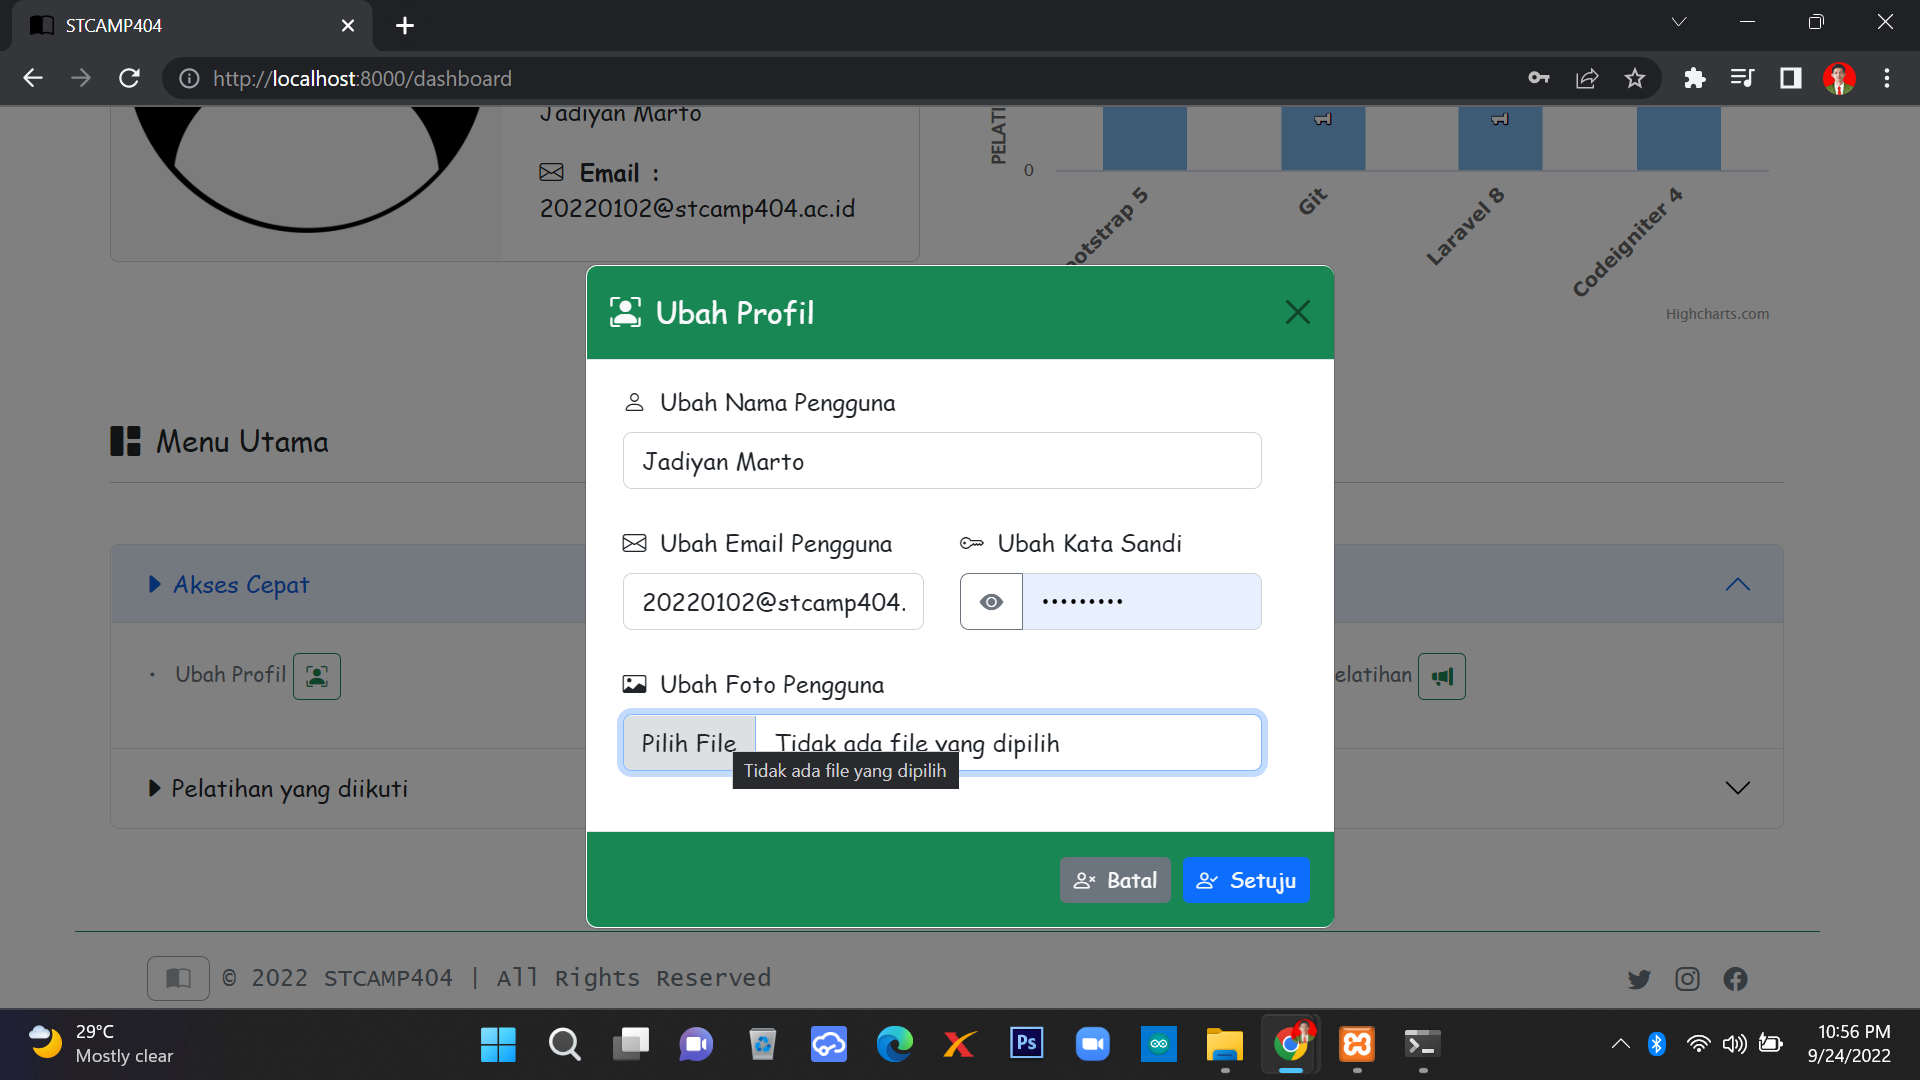 STCAMP404
http://localhost:8000/dashboard
Jadiyan Marto
Email :
20220102@stcamp404.ac.id
PELATI
0
1
1
ootstrap 5
Git
Laravel 8
Codeigniter 4
Highcharts.com
Ubah Profil
Ubah Nama Pengguna
Jadiyan Marto
Ubah Email Pengguna
Ubah Kata Sandi
20220102@stcamp404.
•••••••••
Ubah Foto Pengguna
Pilih File
Tidak ada file yang dipilih
Tidak ada file yang dipilih
Batal
Setuju
Menu Utama
Akses Cepat
Ubah Profil
elatihan
Pelatihan yang diikuti
© 2022 STCAMP404 | All Rights Reserved
29°C
Mostly clear
Ps
10:56 PM
9/24/2022